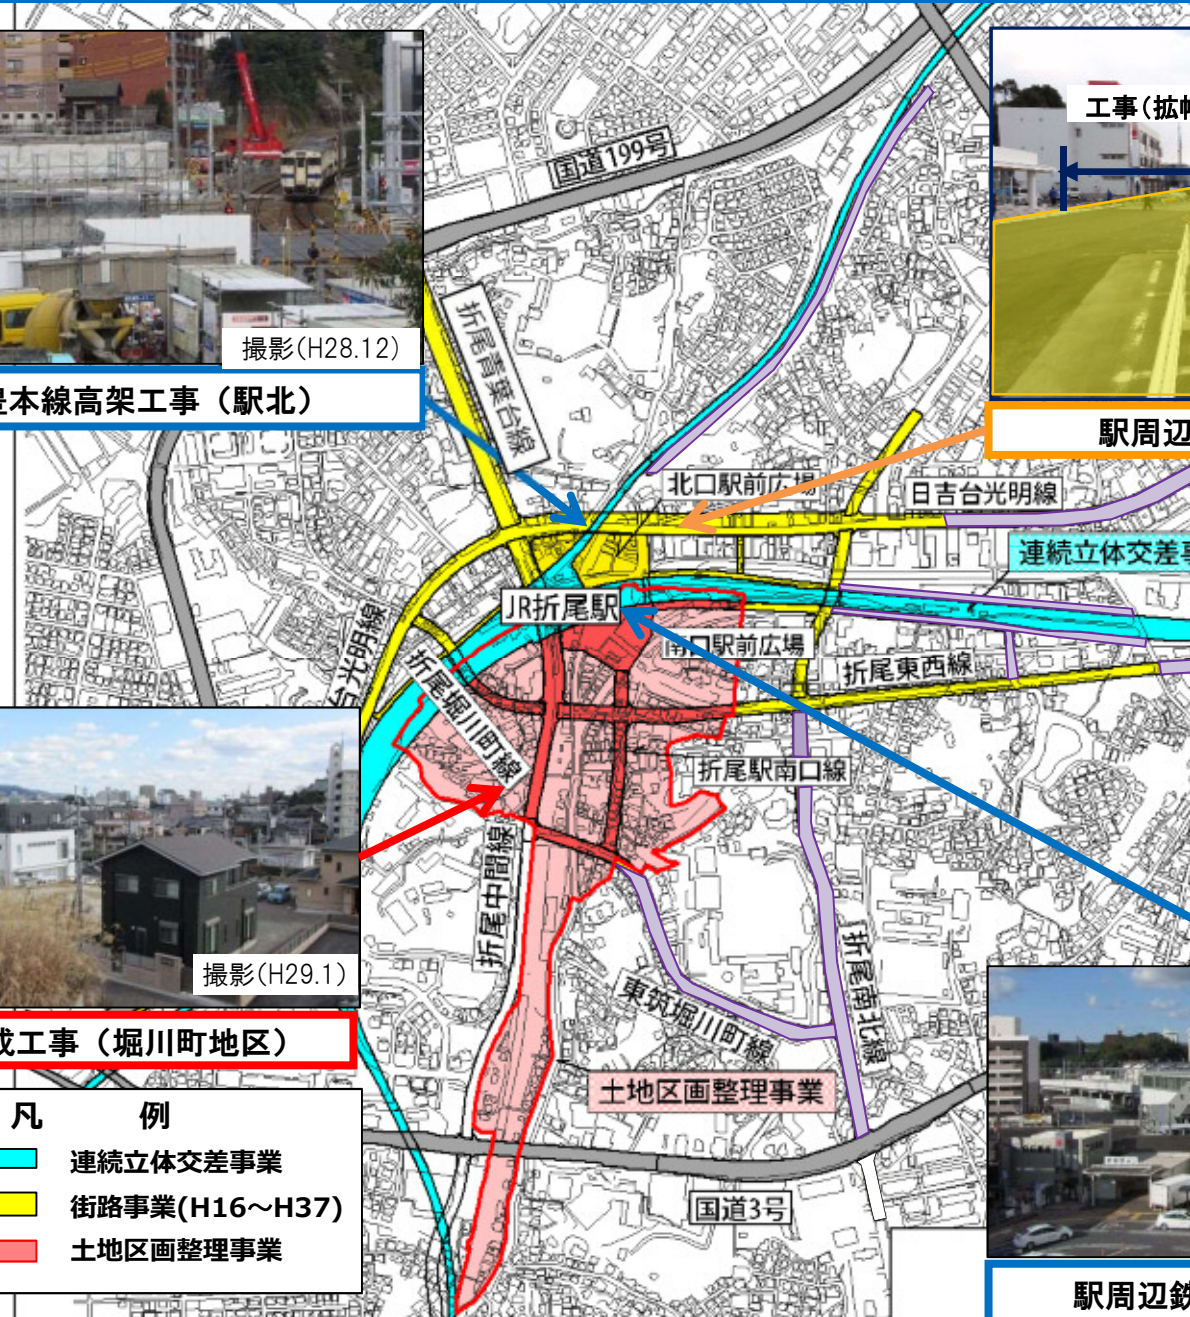 撮影(H28.12)
豊本線高架工事（駅北）
工事(拡幅
駅周辺
国道199号
折尾青葉台線
北口駅前広場
日吉台光明線
連続立体交差事
JR折尾駅
南口駅前広場
折尾東西線
台光明線
折尾堀川町線
折尾駅南口線
折尾中間線
撮影(H29.1)
成工事（堀川町地区）
東筑堀川町線
折尾南北線
土地区画整理事業
国道3号
凡　例
連続立体交差事業
街路事業(H16～H37)
土地区画整理事業
駅周辺鉄